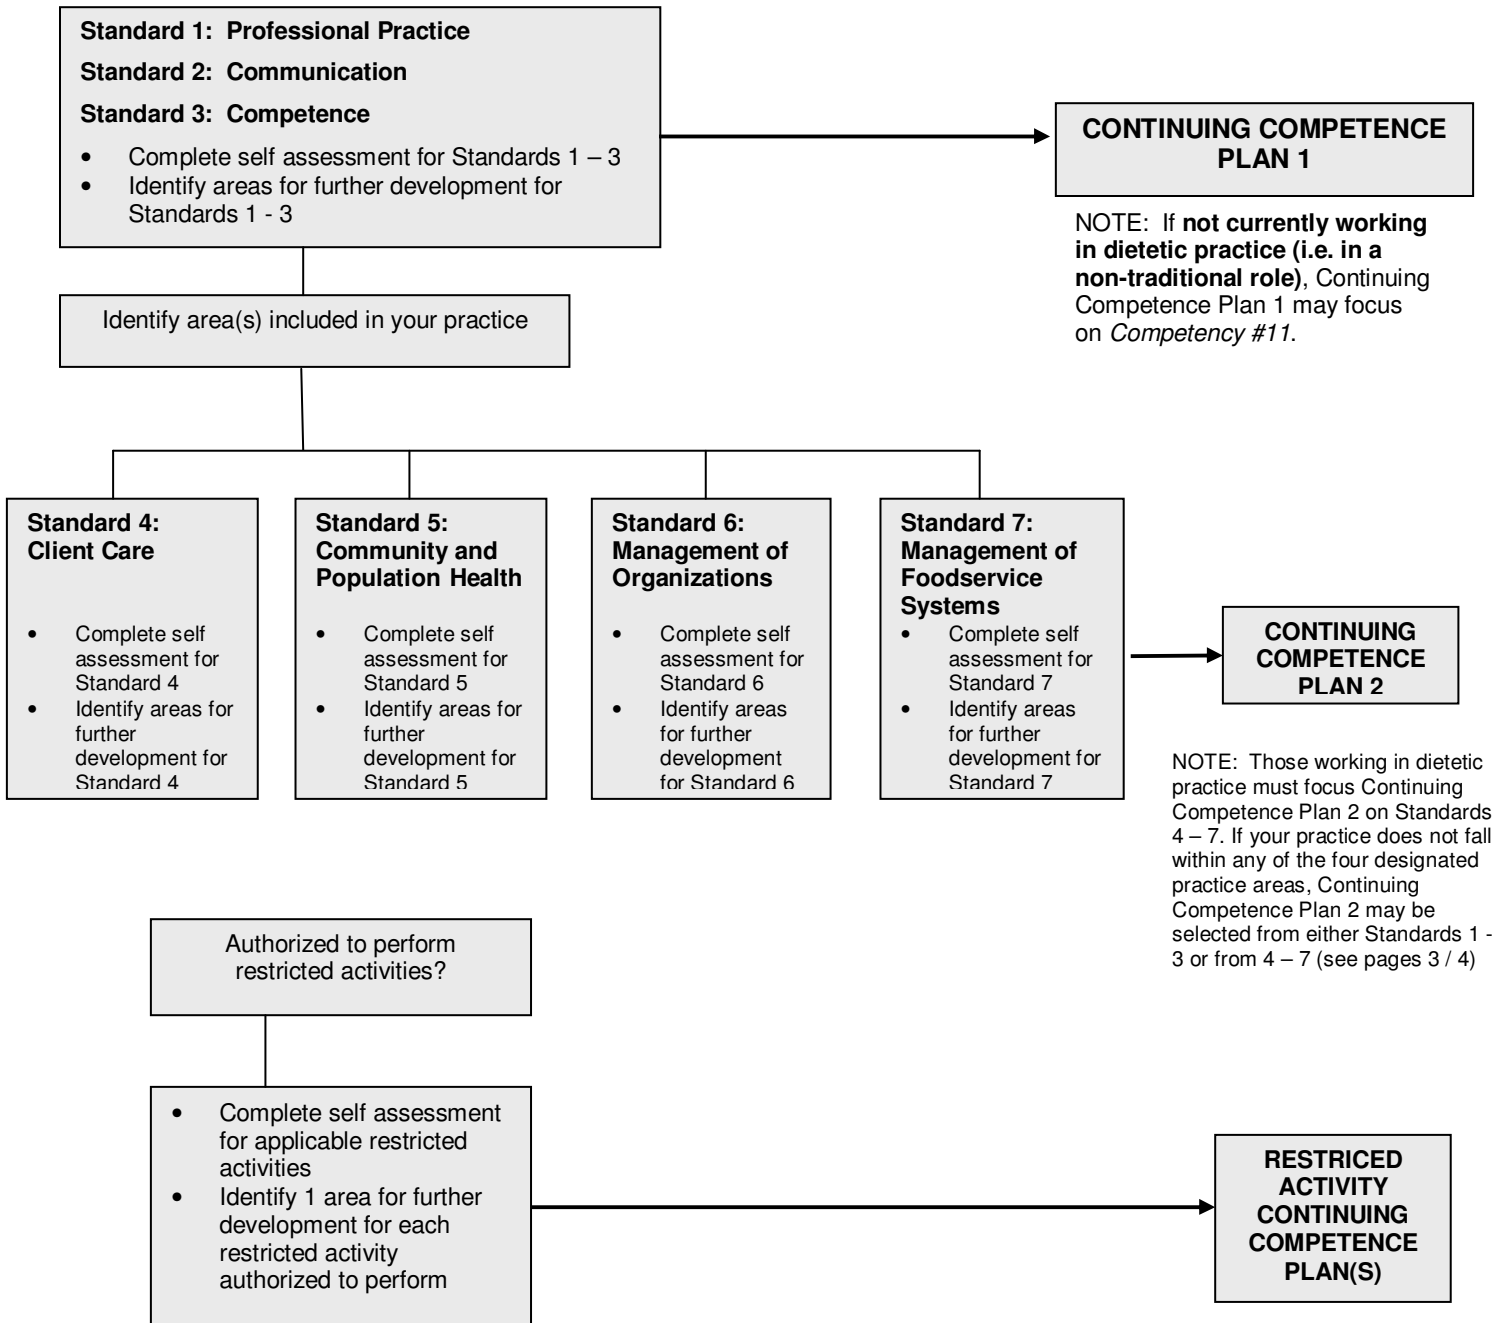 Standard 1:  Professional Practice
Standard 2:  Communication
Standard 3:  Competence
• Complete self assessment for Standards 1 – 3
• Identify areas for further development for
Standards 1 - 3
CONTINUING COMPETENCE
PLAN 1
NOTE:  If not currently working
in dietetic practice (i.e. in a
non-traditional role), Continuing
Competence Plan 1 may focus
on Competency #11.
Identify area(s) included in your practice
Standard 4:
Client Care
• Complete self
assessment for
Standard 4
• Identify areas for
further
development for
Standard 4
Standard 5:
Community and
Population Health
• Complete self
assessment for
Standard 5
• Identify areas for
further
development for
Standard 5
Standard 6:
Management of
Organizations
• Complete self
assessment for
Standard 6
• Identify areas
for further
development
for Standard 6
Standard 7:
Management of
Foodservice
Systems
• Complete self
assessment for
Standard 7
• Identify areas
for further
development for
Standard 7
CONTINUING
COMPETENCE
PLAN 2
NOTE:  Those working in dietetic
practice must focus Continuing
Competence Plan 2 on Standards
4 – 7. If your practice does not fall
within any of the four designated
practice areas, Continuing
Competence Plan 2 may be
selected from either Standards 1 -
3 or from 4 – 7 (see pages 3 / 4)
Authorized to perform
restricted activities?
• Complete self assessment
for applicable restricted
activities
• Identify 1 area for further
development for each
restricted activity
authorized to perform
RESTRICED
ACTIVITY
CONTINUING
COMPETENCE
PLAN(S)